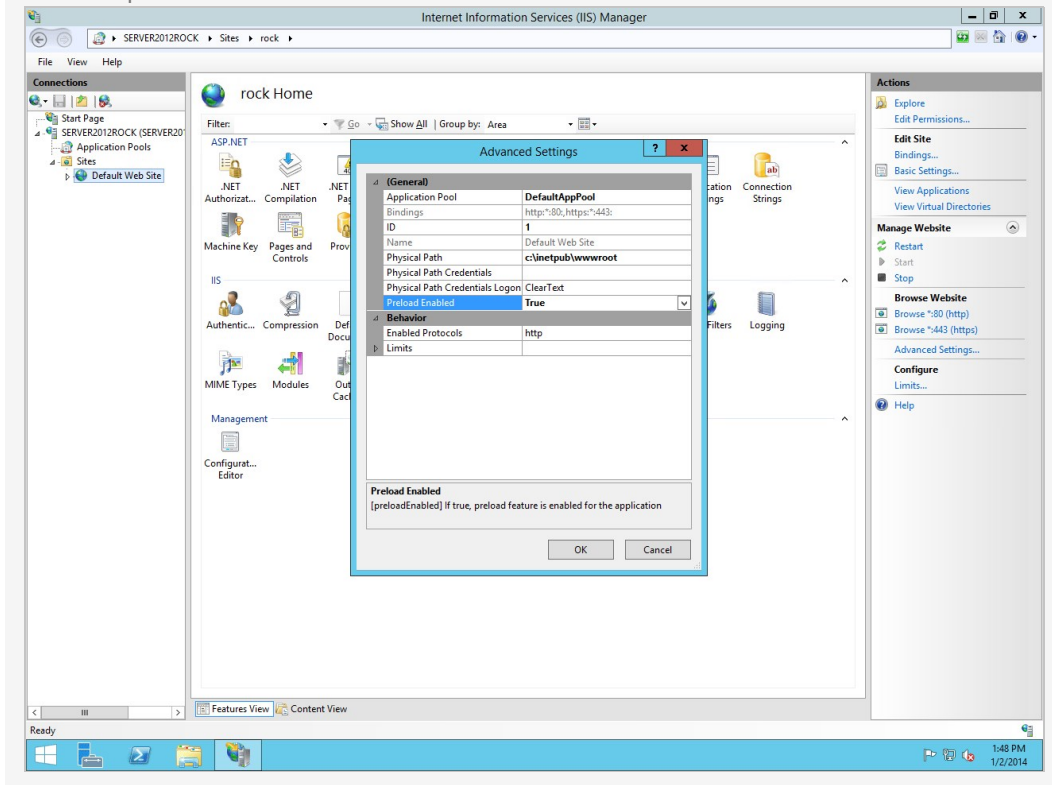 Internet Information Services (IIS) Manager
SERVER2012ROCK Sites rock
File View Help
Connections
Start Page
SERVER2012ROCK (SERVER20
Application Pools
Sites
Default Web Site
rock Home
Filter: Go Show All Group by: Area
ASP.NET
.NET Authorizat...
.NET Compilation
.NET
Connection Strings
Machine Key
Pages and Controls
IIS
Authentic...
Compression
Filters
Logging
MIME Types
Modules
Management
Configurat... Editor
Features View Content View
Advanced Settings
(General)
Application Pool DefaultAppPool
Bindings http:*:80:,https:*:443:
ID 1
Name Default Web Site
Physical Path c:\inetpub\wwwroot
Physical Path Credentials
Physical Path Credentials Logon ClearText
Preload Enabled True
Behavior
Enabled Protocols http
Limits
Preload Enabled
[preloadEnabled] If true, preload feature is enabled for the application
OK Cancel
Actions
Explore
Edit Permissions...
Edit Site
Bindings...
Basic Settings...
View Applications
View Virtual Directories
Manage Website
Restart
Start
Stop
Browse Website
Browse *:80 (http)
Browse *:443 (https)
Advanced Settings...
Configure
Limits...
Help
Ready
1:48 PM
1/2/2014